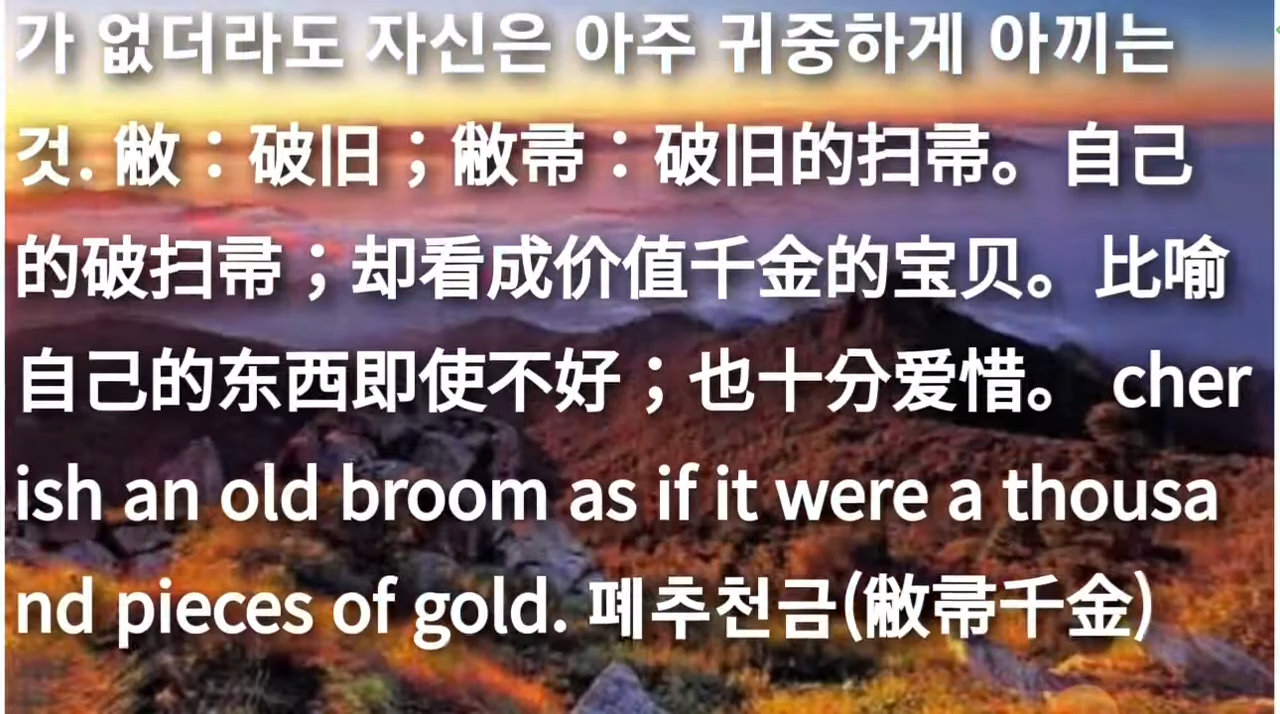 가 없더라도 자신은 아주 귀중하게 아끼는
것. 敝：破旧；敝帚：破旧的扫帚。自己
的破扫帚；却看成价值千金的宝贝。比喻
自己的东西即使不好；也十分爱惜。 cher
ish an old broom as if it were a thousa
nd pieces of gold. 폐추천금(敝帚千金)